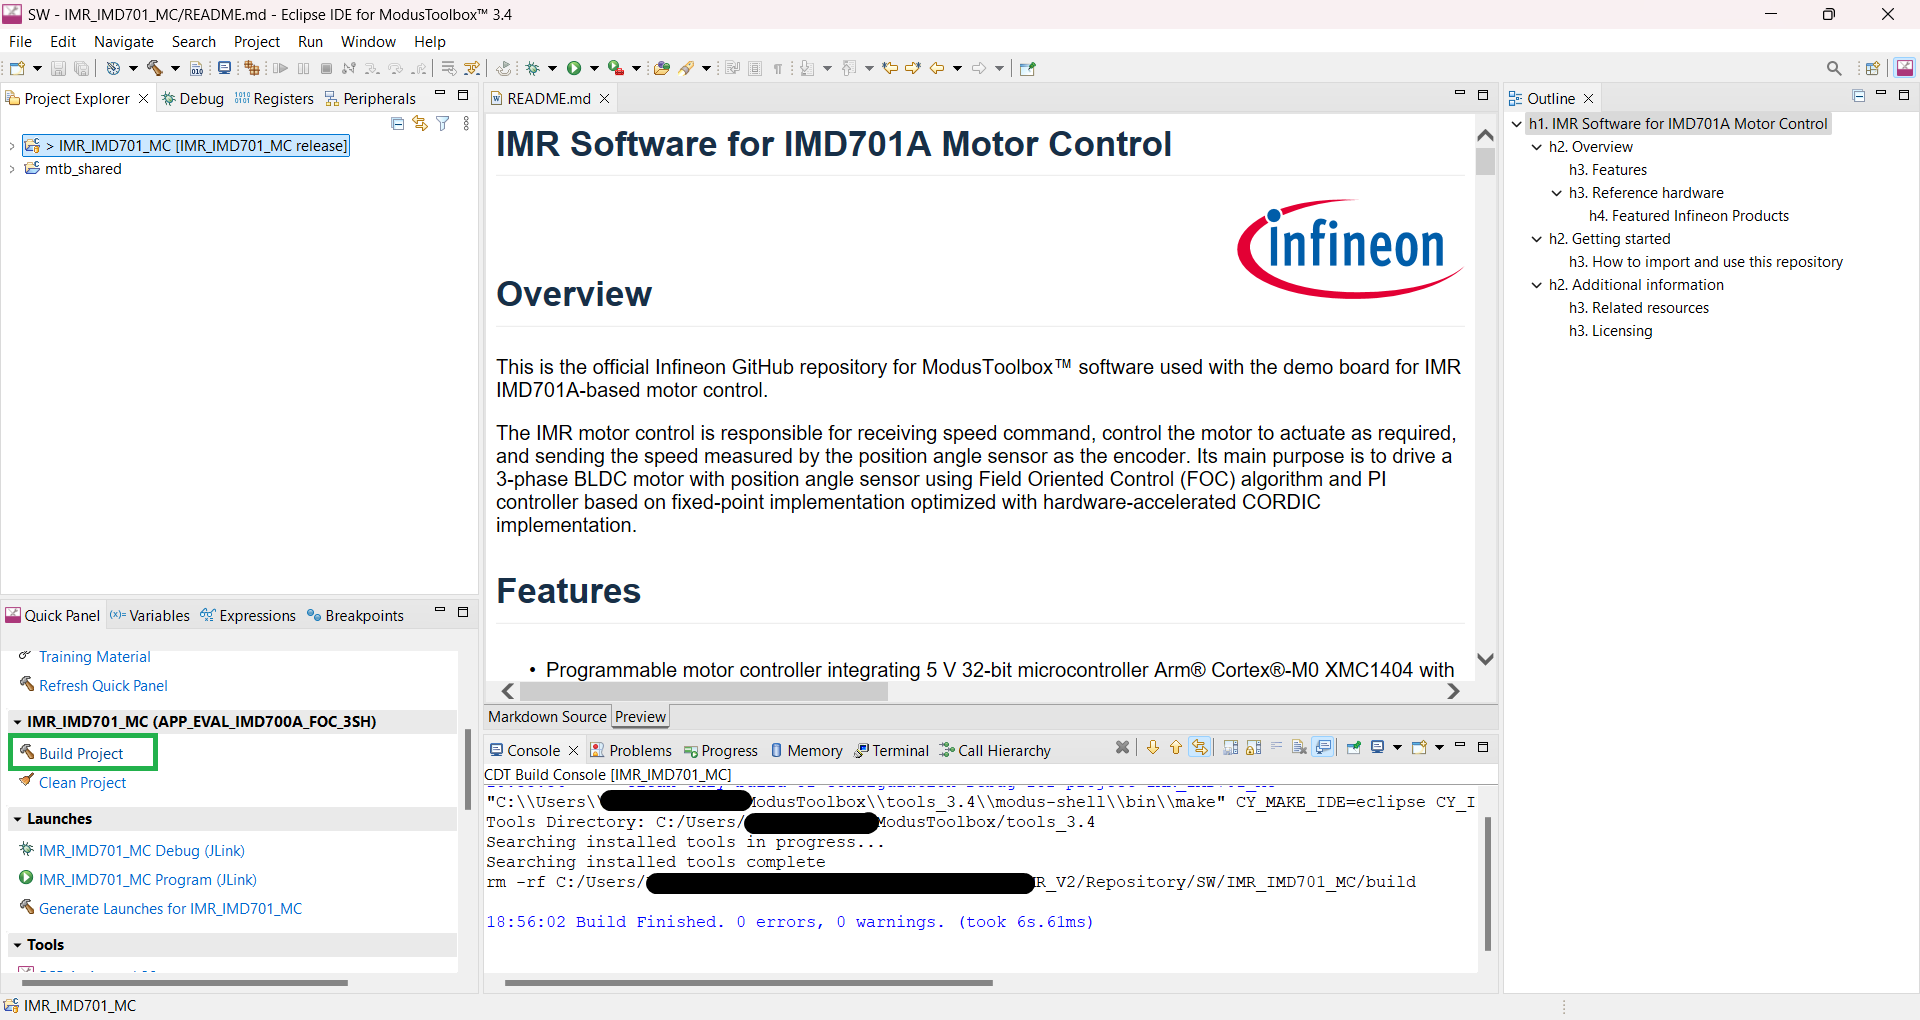 SW - IMR_IMD701_MC/README.md - Eclipse IDE for ModusToolbox™ 3.4
File Edit Navigate Search Project Run Window Help
Project Explorer Debug Registers Peripherals
> IMR_IMD701_MC [IMR_IMD701_MC release]
mtb_shared
README.md
IMR Software for IMD701A Motor Control
infineon
Overview
This is the official Infineon GitHub repository for ModusToolbox™ software used with the demo board for IMR
IMD701A-based motor control.
The IMR motor control is responsible for receiving speed command, control the motor to actuate as required,
and sending the speed measured by the position angle sensor as the encoder. Its main purpose is to drive a
3-phase BLDC motor with position angle sensor using Field Oriented Control (FOC) algorithm and PI
controller based on fixed-point implementation optimized with hardware-accelerated CORDIC
implementation.
Features
• Programmable motor controller integrating 5 V 32-bit microcontroller Arm® Cortex®-M0 XMC1404 with
Markdown Source Preview
Outline
h1. IMR Software for IMD701A Motor Control
h2. Overview
h3. Features
h3. Reference hardware
h4. Featured Infineon Products
h2. Getting started
h3. How to import and use this repository
h2. Additional information
h3. Related resources
h3. Licensing
Quick Panel Variables Expressions Breakpoints
Training Material
Refresh Quick Panel
IMR_IMD701_MC (APP_EVAL_IMD700A_FOC_3SH)
Build Project
Clean Project
Launches
IMR_IMD701_MC Debug (JLink)
IMR_IMD701_MC Program (JLink)
Generate Launches for IMR_IMD701_MC
Tools
Console Problems Progress Memory Terminal Call Hierarchy
CDT Build Console [IMR_IMD701_MC]
"C:\\Users\\ ModusToolbox\\tools_3.4\\modus-shell\\bin\\make" CY_MAKE_IDE=eclipse CY_I
Tools Directory: C:/Users/ ModusToolbox/tools_3.4
Searching installed tools in progress...
Searching installed tools complete
rm -rf C:/Users/ R_V2/Repository/SW/IMR_IMD701_MC/build
18:56:02 Build Finished. 0 errors, 0 warnings. (took 6s.61ms)
IMR_IMD701_MC